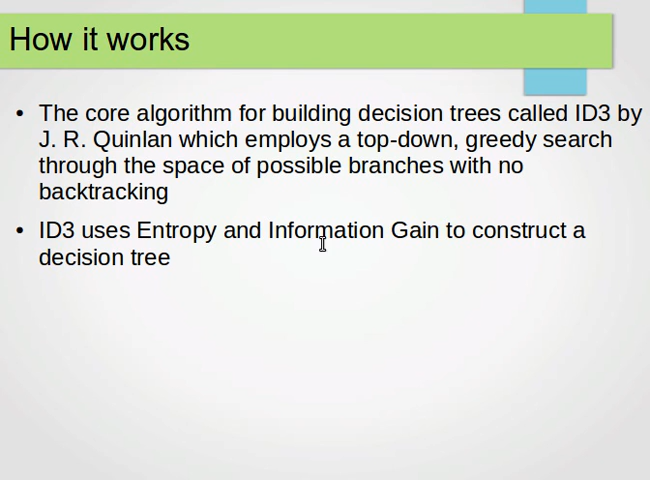 How it works
• The core algorithm for building decision trees called ID3 by
J. R. Quinlan which employs a top-down, greedy search
through the space of possible branches with no
backtracking
• ID3 uses Entropy and Information Gain to construct a
decision tree